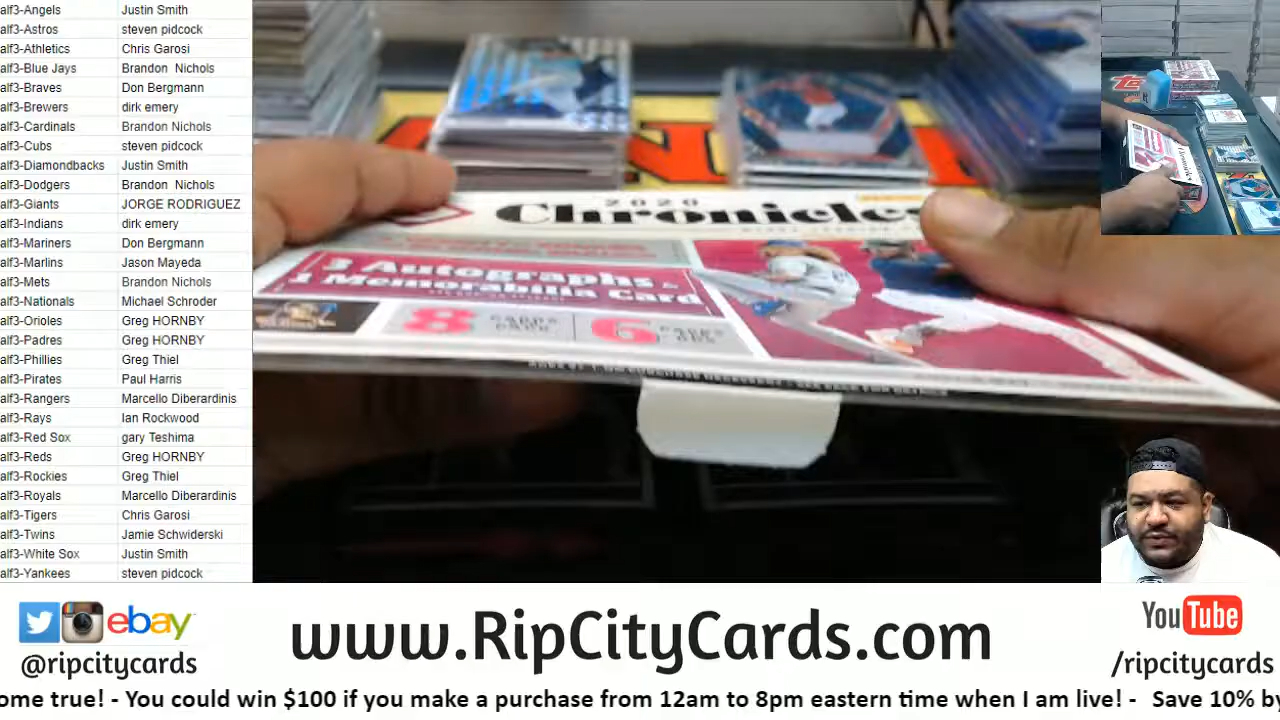 alf3-Angels Justin Smith
alf3-Astros steven pidcock
alf3-Athletics Chris Garosi
alf3-Blue Jays Brandon Nichols
alf3-Braves Don Bergmann
alf3-Brewers dirk emery
alf3-Cardinals Brandon Nichols
alf3-Cubs steven pidcock
alf3-Diamondbacks Justin Smith
alf3-Dodgers Brandon Nichols
alf3-Giants JORGE RODRIGUEZ
alf3-Indians dirk emery
alf3-Mariners Don Bergmann
alf3-Marlins Jason Mayeda
alf3-Mets Brandon Nichols
alf3-Nationals Michael Schroder
alf3-Orioles Greg HORNBY
alf3-Padres Greg HORNBY
alf3-Phillies Greg Thiel
alf3-Pirates Paul Harris
alf3-Rangers Marcello Diberardinis
alf3-Rays Ian Rockwood
alf3-Red Sox gary Teshima
alf3-Reds Greg HORNBY
alf3-Rockies Greg Thiel
alf3-Royals Marcello Diberardinis
alf3-Tigers Chris Garosi
alf3-Twins Jamie Schwiderski
alf3-White Sox Justin Smith
alf3-Yankees steven pidcock
2020
Chronicles
Autographs &
1 Memorabilia Card
8 CARDS
6 PACKS
ebay
@ripcitycards
www.RipCityCards.com
YouTube
/ripcitycards
ome true! - You could win $100 if you make a purchase from 12am to 8pm eastern time when I am live! - Save 10% by